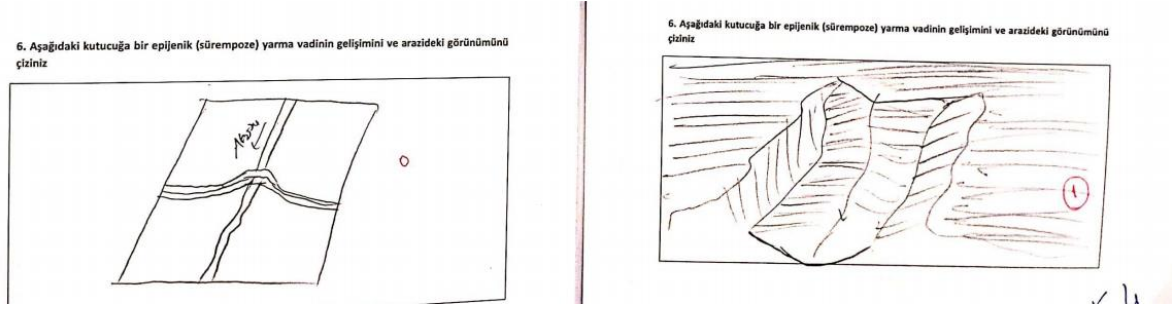 6. Aşağıdaki kutucuğa bir epijenik (sürempoze) yarma vadinin gelişimini ve arazideki görünümünü
çiziniz
0
6. Aşağıdaki kutucuğa bir epijenik (sürempoze) yarma vadinin gelişimini ve arazideki görünümünü
çiziniz
1